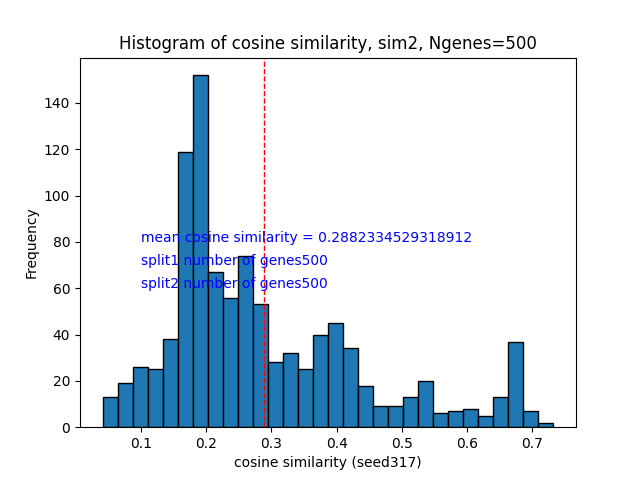 Histogram of cosine similarity, sim2, Ngenes=500
140
120
100
80
60
40
20
0
Frequency
mean cosine similarity = 0.2882334529318912
split1 number of genes500
split2 number of genes500
0.1 0.2 0.3 0.4 0.5 0.6 0.7
cosine similarity (seed317)